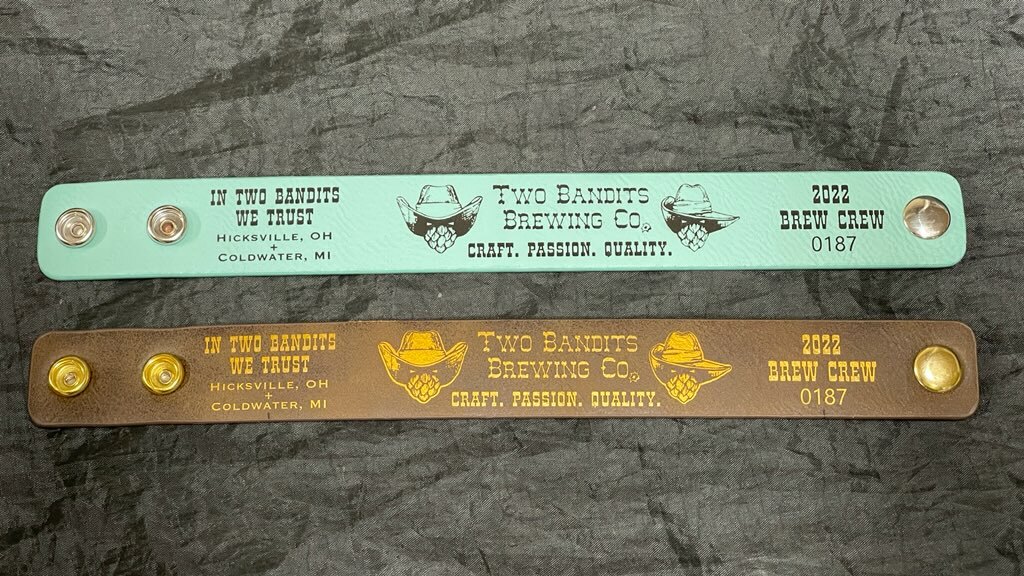 IN TWO BANDITS
WE TRUST
HICKSVILLE, OH
+
COLDWATER, MI
TWO BANDITS
BREWING CO.
CRAFT. PASSION. QUALITY.
2022
BREW CREW
0187
IN TWO BANDITS
WE TRUST
HICKSVILLE, OH
+
COLDWATER, MI
TWO BANDITS
BREWING CO.
CRAFT. PASSION. QUALITY.
2022
BREW CREW
0187